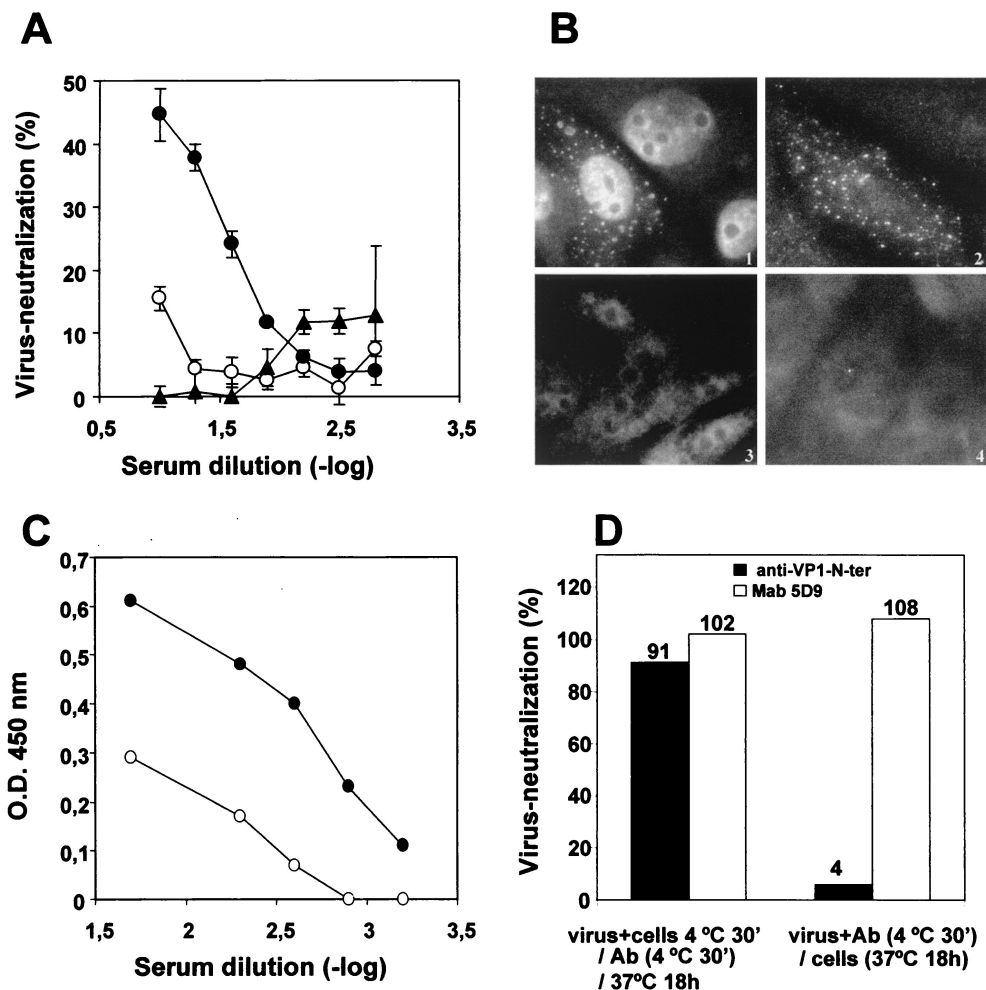 A
Virus-neutralization (%)
50
40
30
20
10
0
0,5
1,5
2,5
3,5
Serum dilution (-log)
B
1
2
3
4
C
O.D. 450 nm
0,7
0,6
0,5
0,4
0,3
0,2
0,1
0
1,5
2
2,5
3
3,5
Serum dilution (-log)
D
Virus-neutralization (%)
120
100
80
60
40
20
0
anti-VP1-N-ter
Mab 5D9
91
102
4
108
virus+cells 4 ºC 30’
/ Ab (4 ºC 30’)
/ 37ºC 18h
virus+Ab (4 ºC 30’)
/ cells (37ºC 18h)